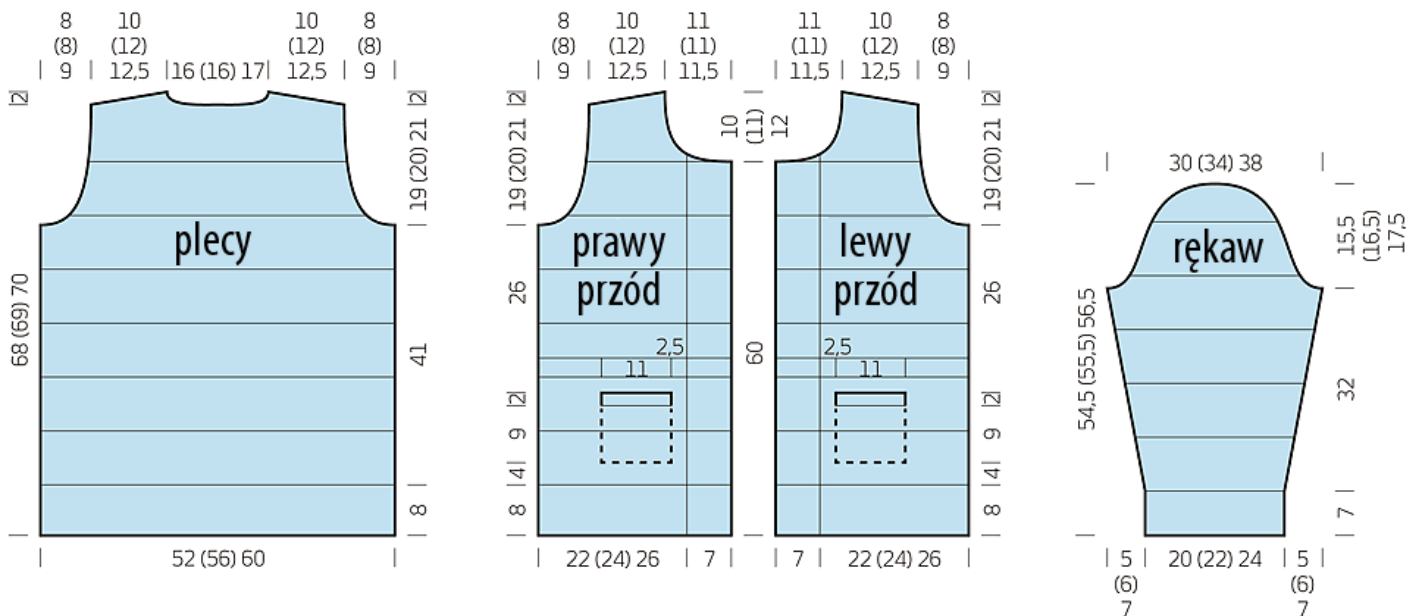 8 10 10 8
(8) (12) (12) (8)
9 12,5 16 (16) 17 12,5 9
2
68 (69) 70
plecy
2
19 (20) 21
41
8
52 (56) 60
8 10 11
(8) (12) (11)
9 12,5 11,5
2
19 (20) 21
26
2
9
4
8
prawy
przód
2,5
11
22 (24) 26 7
10
(11)
12
60
11 10 8
(11) (12) (8)
11,5 12,5 9
lewy
przód
2,5
11
2
19 (20) 21
26
2
9
4
8
7 22 (24) 26
30 (34) 38
54,5 (55,5) 56,5
rękaw
15,5
(16,5)
17,5
32
7
5 20 (22) 24 5
(6) (6)
7 7